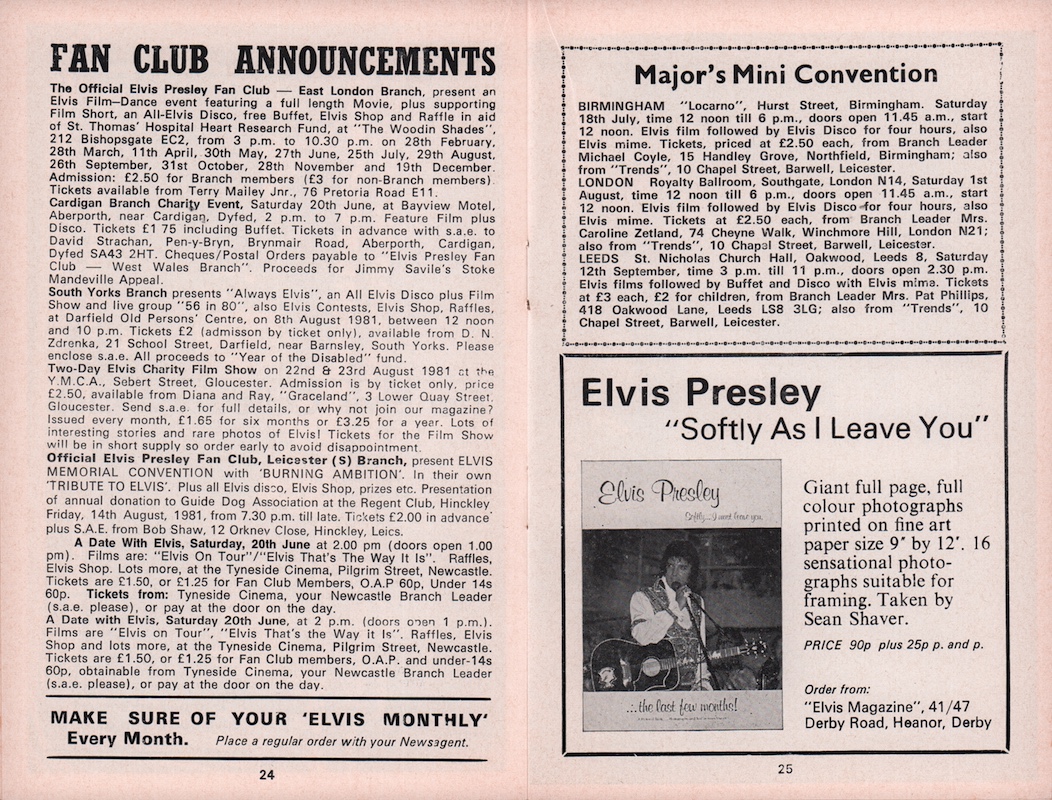 FAN CLUB ANNOUNCEMENTS
The Official Elvis Presley Fan Club — East London Branch, present an
Elvis Film–Dance event featuring a full length Movie, plus supporting
Film Short, an All-Elvis Disco, free Buffet, Elvis Shop and Raffle in aid
of St. Thomas' Hospital Heart Research Fund, at "The Woodin Shades",
212 Bishopsgate EC2, from 3 p.m. to 10.30 p.m. on 28th February,
28th March, 11th April, 30th May, 27th June, 25th July, 29th August,
26th September, 31st October, 28th November and 19th December.
Admission: £2.50 for Branch members (£3 for non-Branch members).
Tickets available from Terry Mailey Jnr., 76 Pretoria Road E11.
Cardigan Branch Charity Event, Saturday 20th June, at Bayview Motel,
Aberporth, near Cardigan, Dyfed, 2 p.m. to 7 p.m. Feature Film plus
Disco. Tickets £1 75 including Buffet. Tickets in advance with s.a.e. to
David Strachan, Pen-y-Bryn, Brynmair Road, Aberporth, Cardigan,
Dyfed SA43 2HT. Cheques/Postal Orders payable to "Elvis Presley Fan
Club — West Wales Branch". Proceeds for Jimmy Savile's Stoke
Mandeville Appeal.
South Yorks Branch presents "Always Elvis", an All Elvis Disco plus Film
Show and live group "56 in 80", also Elvis Contests, Elvis Shop, Raffles,
at Darfield Old Persons' Centre, on 8th August 1981, between 12 noon
and 10 p.m. Tickets £2 (admisson by ticket only), available from D. N.
Zdrenka, 21 School Street, Darfield, near Barnsley, South Yorks. Please
enclose s.a.e. All proceeds to "Year of the Disabled" fund.
Two-Day Elvis Charity Film Show on 22nd & 23rd August 1981 at the
Y.M.C.A., Sebert Street, Gloucester. Admission is by ticket only, price
£2.50, available from Diana and Ray, "Graceland", 3 Lower Quay Street,
Gloucester. Send s.a.e. for full details, or why not join our magazine?
Issued every month, £1.65 for six months or £3.25 for a year. Lots of
interesting stories and rare photos of Elvis! Tickets for the Film Show
will be in short supply so order early to avoid disappointment.
Official Elvis Presley Fan Club, Leicester (S) Branch, present ELVIS
MEMORIAL CONVENTION with 'BURNING AMBITION'. In their own
'TRIBUTE TO ELVIS'. Plus all Elvis disco, Elvis Shop, prizes etc. Presentation
of annual donation to Guide Dog Association at the Regent Club, Hinckley
Friday, 14th August, 1981, from 7.30 p.m. till late. Tickets £2.00 in advance
plus S.A.E. from Bob Shaw, 12 Orkney Close, Hinckley, Leics.
A Date With Elvis, Saturday, 20th June at 2.00 pm (doors open 1.00
pm). Films are: "Elvis On Tour"/"Elvis That's The Way It Is". Raffles,
Elvis Shop. Lots more, at the Tyneside Cinema, Pilgrim Street, Newcastle.
Tickets are £1.50, or £1.25 for Fan Club Members, O.A.P 60p, Under 14s
60p. Tickets from: Tyneside Cinema, your Newcastle Branch Leader
(s.a.e. please), or pay at the door on the day.
A Date with Elvis, Saturday 20th June, at 2 p.m. (doors open 1 p.m.).
Films are "Elvis on Tour", "Elvis That's the Way it Is". Raffles, Elvis
Shop and lots more, at the Tyneside Cinema, Pilgrim Street, Newcastle.
Tickets are £1.50, or £1.25 for Fan Club members, O.A.P. and under-14s
60p, obtainable from Tyneside Cinema, your Newcastle Branch Leader
(s.a.e. please), or pay at the door on the day.
MAKE SURE OF YOUR 'ELVIS MONTHLY'
Every Month. Place a regular order with your Newsagent.
24
Major's Mini Convention
BIRMINGHAM "Locarno", Hurst Street, Birmingham. Saturday
18th July, time 12 noon till 6 p.m., doors open 11.45 a.m., start
12 noon. Elvis film followed by Elvis Disco for four hours, also
Elvis mime. Tickets, priced at £2.50 each, from Branch Leader
Michael Coyle, 15 Handley Grove, Northfield, Birmingham; also
from "Trends", 10 Chapel Street, Barwell, Leicester.
LONDON Royalty Ballroom, Southgate, London N14, Saturday 1st
August, time 12 noon till 6 p.m., doors open 11.45 a.m., start
12 noon. Elvis film followed by Elvis Disco for four hours, also
Elvis mime. Tickets at £2.50 each, from Branch Leader Mrs.
Caroline Zetland, 74 Cheyne Walk, Winchmore Hill, London N21;
also from "Trends", 10 Chapel Street, Barwell, Leicester.
LEEDS St. Nicholas Church Hall, Oakwood, Leeds 8, Saturday
12th September, time 3 p.m. till 11 p.m., doors open 2.30 p.m.
Elvis films followed by Buffet and Disco with Elvis mime. Tickets
at £3 each, £2 for children, from Branch Leader Mrs. Pat Phillips,
418 Oakwood Lane, Leeds LS8 3LG; also from "Trends", 10
Chapel Street, Barwell, Leicester.
Elvis Presley
"Softly As I Leave You"
Elvis Presley
Softly...I must leave you
...the last few months!
Giant full page, full
colour photographs
printed on fine art
paper size 9" by 12". 16
sensational photo-
graphs suitable for
framing. Taken by
Sean Shaver.
PRICE 90p plus 25p p. and p.
Order from:
"Elvis Magazine", 41/47
Derby Road, Heanor, Derby
25